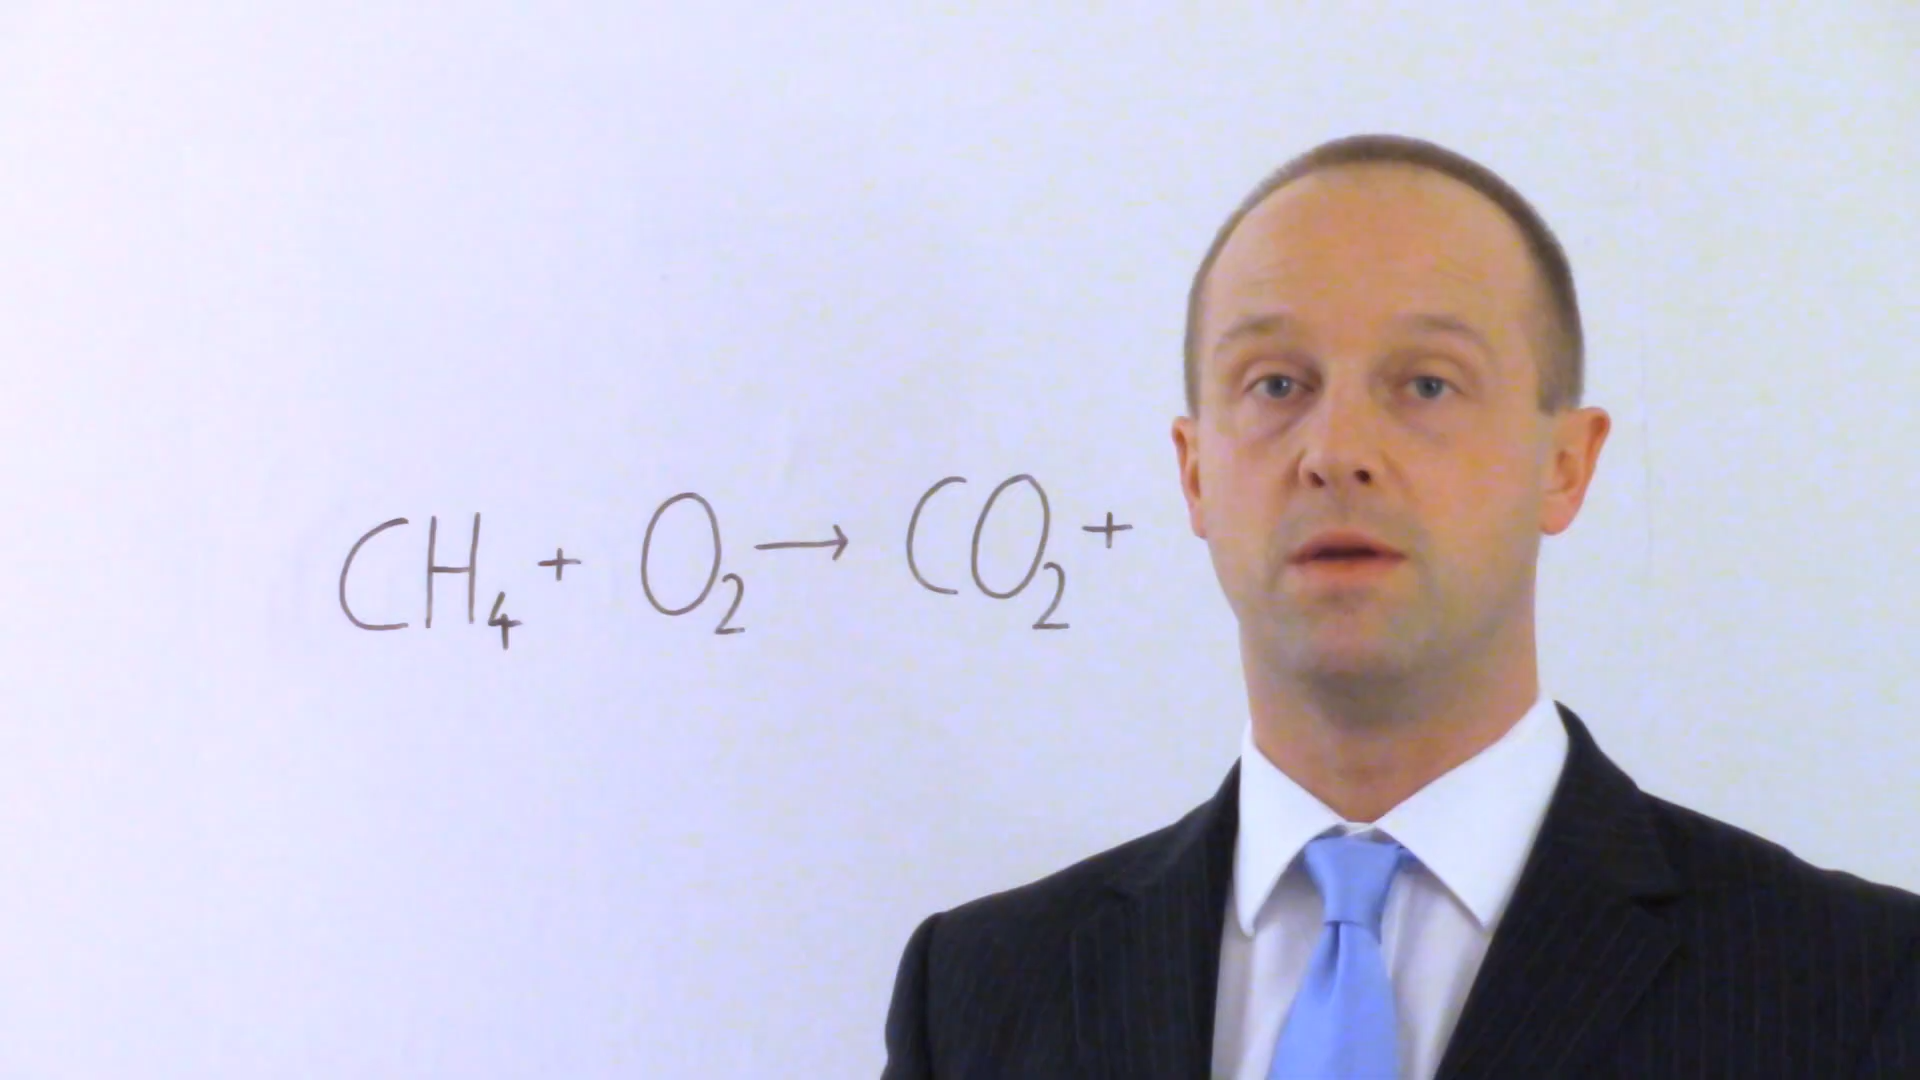 CH₄ + O₂ → CO₂ +